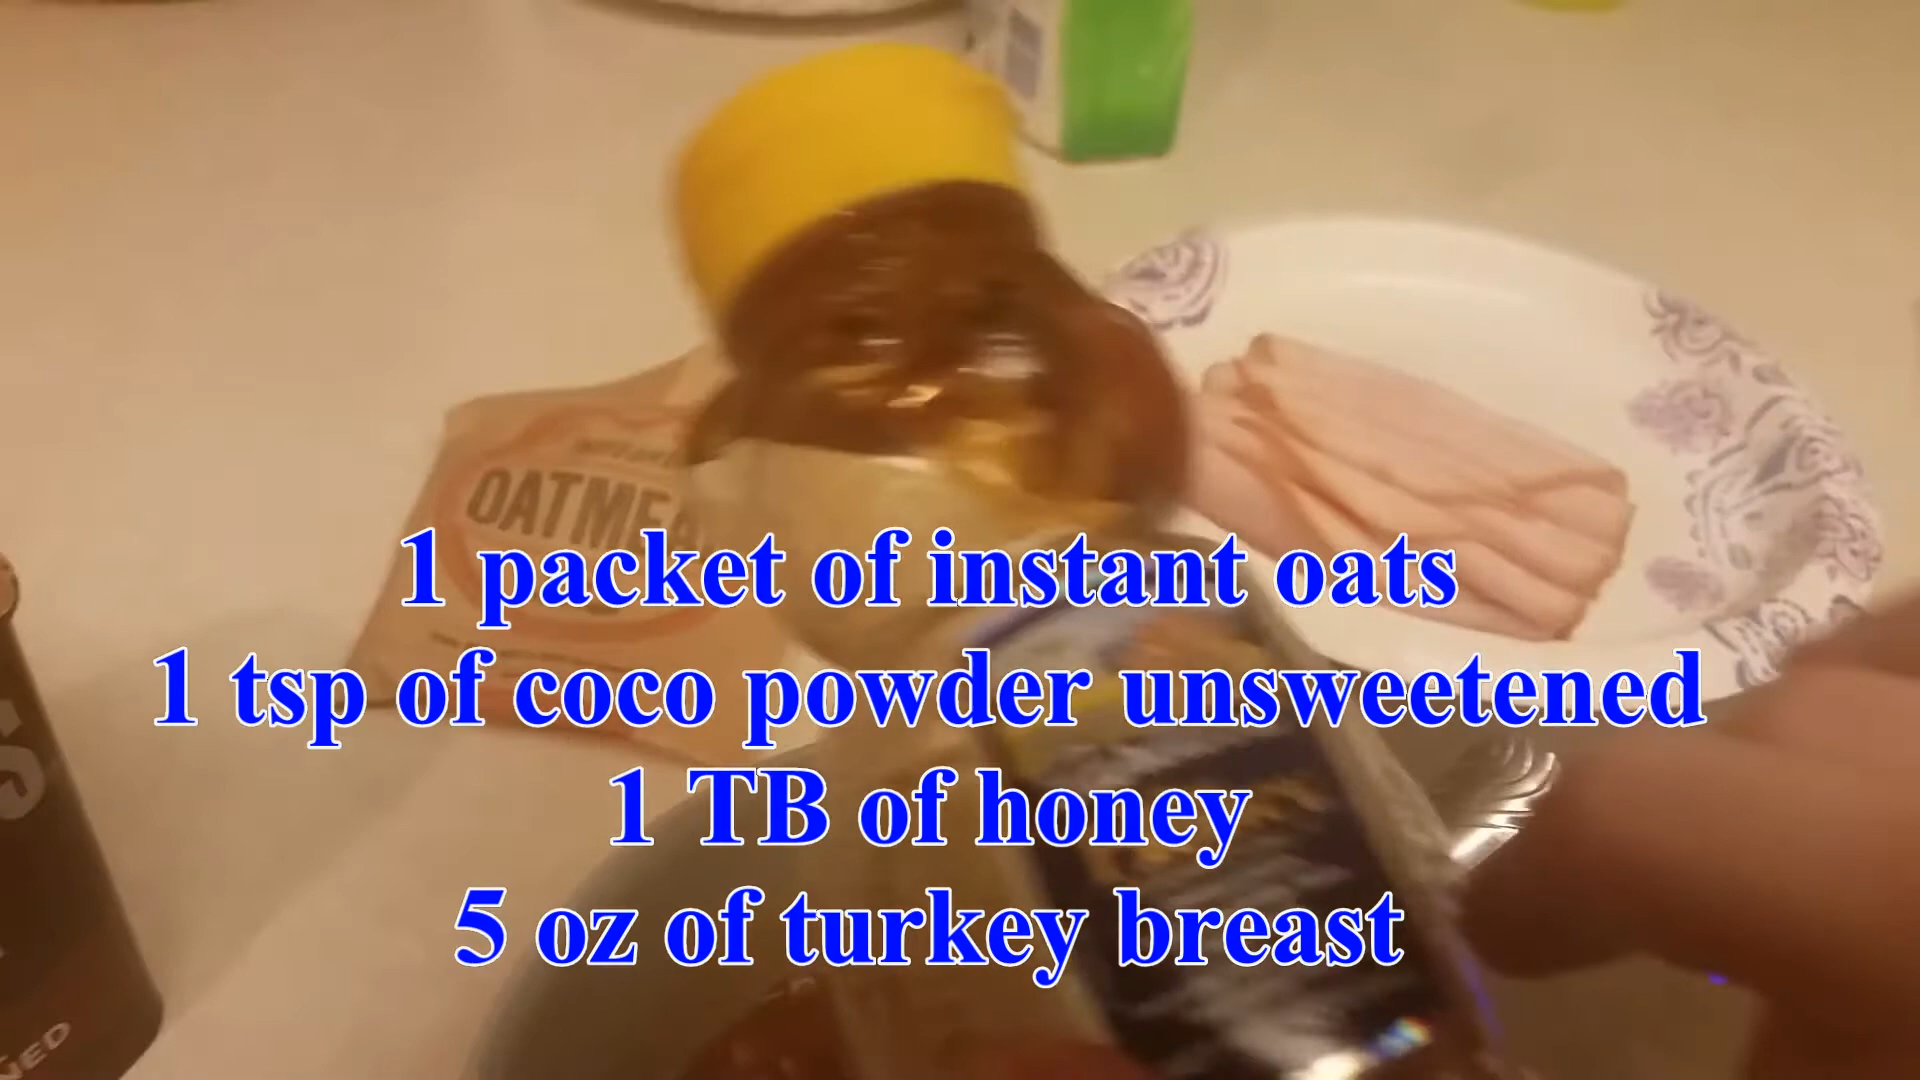 OATMEAL
1 packet of instant oats
1 tsp of coco powder unsweetened
1 TB of honey
5 oz of turkey breast